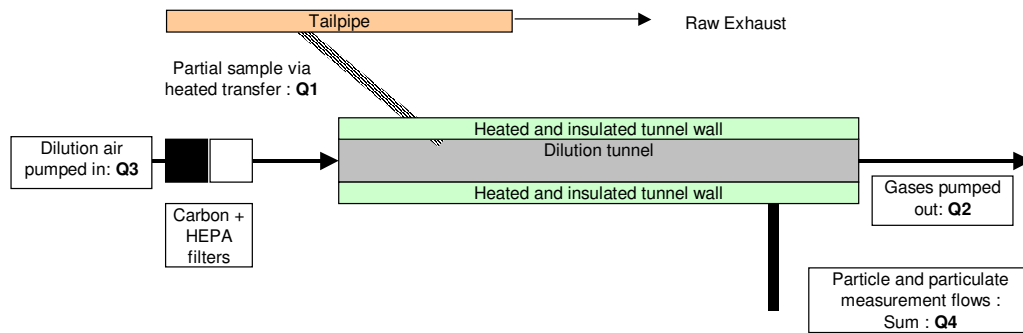 Tailpipe
Raw Exhaust
Partial sample via
heated transfer : Q1
Heated and insulated tunnel wall
Dilution tunnel
Heated and insulated tunnel wall
Dilution air
pumped in: Q3
Carbon +
HEPA
filters
Gases pumped
out: Q2
Particle and particulate
measurement flows :
Sum : Q4